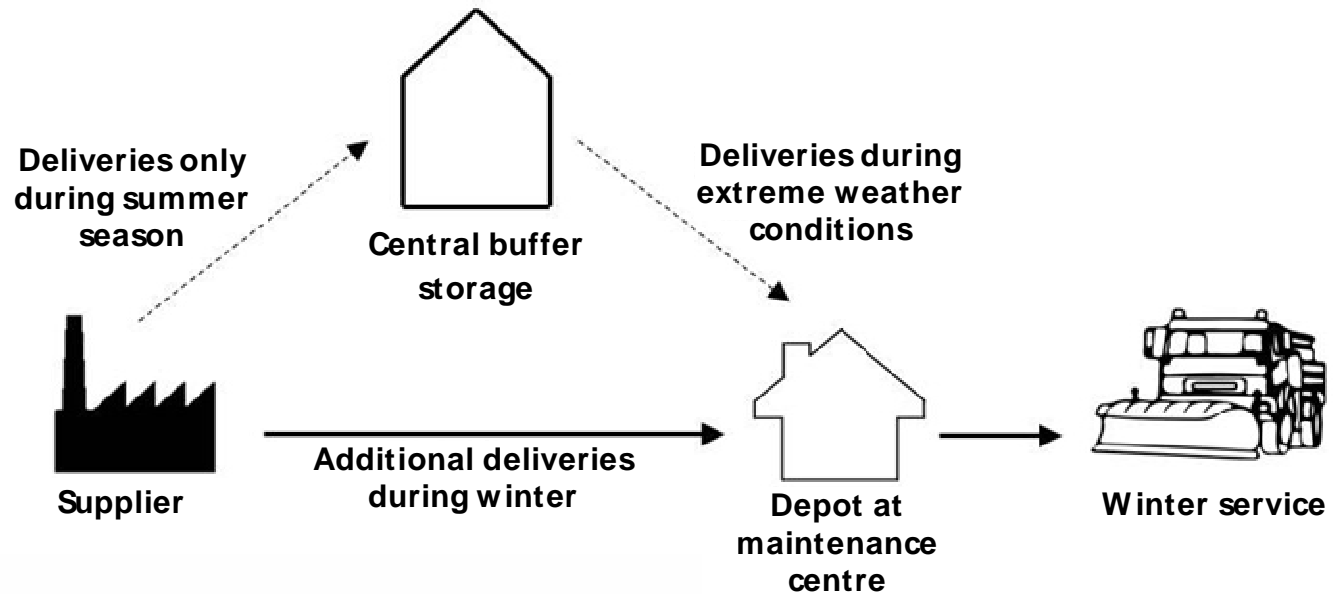 Deliveries only
during summer
season
Central buffer
storage
Deliveries during
extreme weather
conditions
Supplier
Additional deliveries
during winter
Depot at
maintenance
centre
Winter service